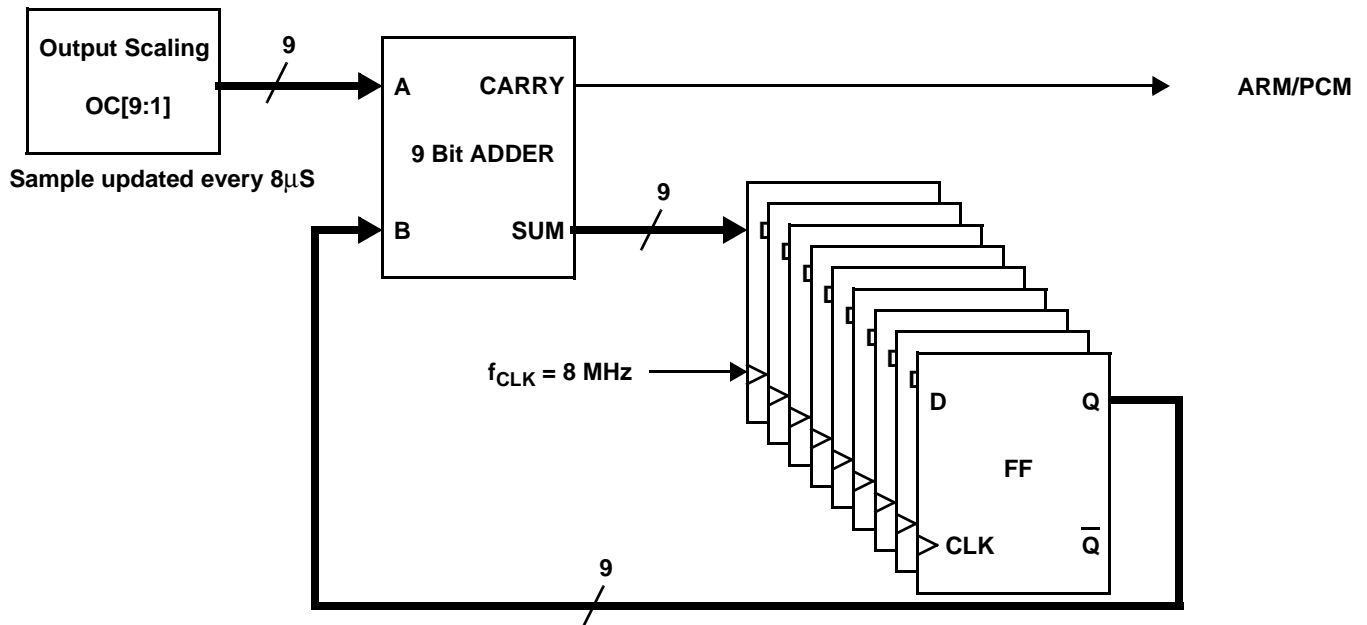 Output Scaling
OC[9:1]
Sample updated every 8μS
9
A
CARRY
ARM/PCM
9 Bit ADDER
B
SUM
9
fCLK = 8 MHz
D
D
D
D
D
D
D
D
D
Q
FF
CLK
Q̅
9